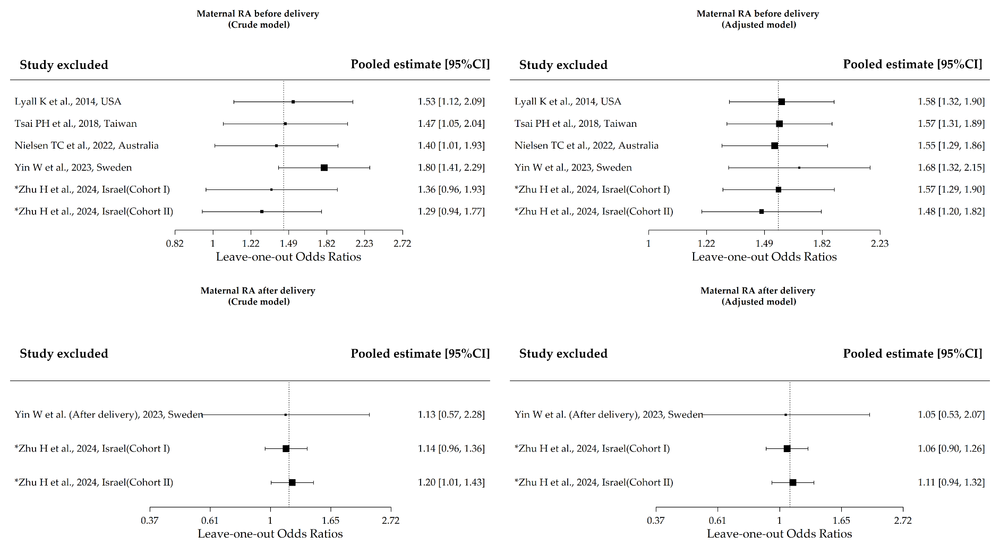 Maternal RA before delivery
(Crude model)
Study excluded Pooled estimate [95%CI]
Lyall K et al., 2014, USA 1.53 [1.12, 2.09]
Tsai PH et al., 2018, Taiwan 1.47 [1.05, 2.04]
Nielsen TC et al., 2022, Australia 1.40 [1.01, 1.93]
Yin W et al., 2023, Sweden 1.80 [1.41, 2.29]
*Zhu H et al., 2024, Israel(Cohort I) 1.36 [0.96, 1.93]
*Zhu H et al., 2024, Israel(Cohort II) 1.29 [0.94, 1.77]
0.82 1 1.22 1.49 1.82 2.23 2.72
Leave-one-out Odds Ratios
Maternal RA before delivery
(Adjusted model)
Study excluded Pooled estimate [95%CI]
Lyall K et al., 2014, USA 1.58 [1.32, 1.90]
Tsai PH et al., 2018, Taiwan 1.57 [1.31, 1.89]
Nielsen TC et al., 2022, Australia 1.55 [1.29, 1.86]
Yin W et al., 2023, Sweden 1.68 [1.32, 2.15]
*Zhu H et al., 2024, Israel(Cohort I) 1.57 [1.29, 1.90]
*Zhu H et al., 2024, Israel(Cohort II) 1.48 [1.20, 1.82]
1 1.22 1.49 1.82 2.23
Leave-one-out Odds Ratios
Maternal RA after delivery
(Crude model)
Study excluded Pooled estimate [95%CI]
Yin W et al. (After delivery), 2023, Sweden 1.13 [0.57, 2.28]
*Zhu H et al., 2024, Israel(Cohort I) 1.14 [0.96, 1.36]
*Zhu H et al., 2024, Israel(Cohort II) 1.20 [1.01, 1.43]
0.37 0.61 1 1.65 2.72
Leave-one-out Odds Ratios
Maternal RA after delivery
(Adjusted model)
Study excluded Pooled estimate [95%CI]
Yin W et al. (After delivery), 2023, Sweden 1.05 [0.53, 2.07]
*Zhu H et al., 2024, Israel(Cohort I) 1.06 [0.90, 1.26]
*Zhu H et al., 2024, Israel(Cohort II) 1.11 [0.94, 1.32]
0.37 0.61 1 1.65 2.72
Leave-one-out Odds Ratios